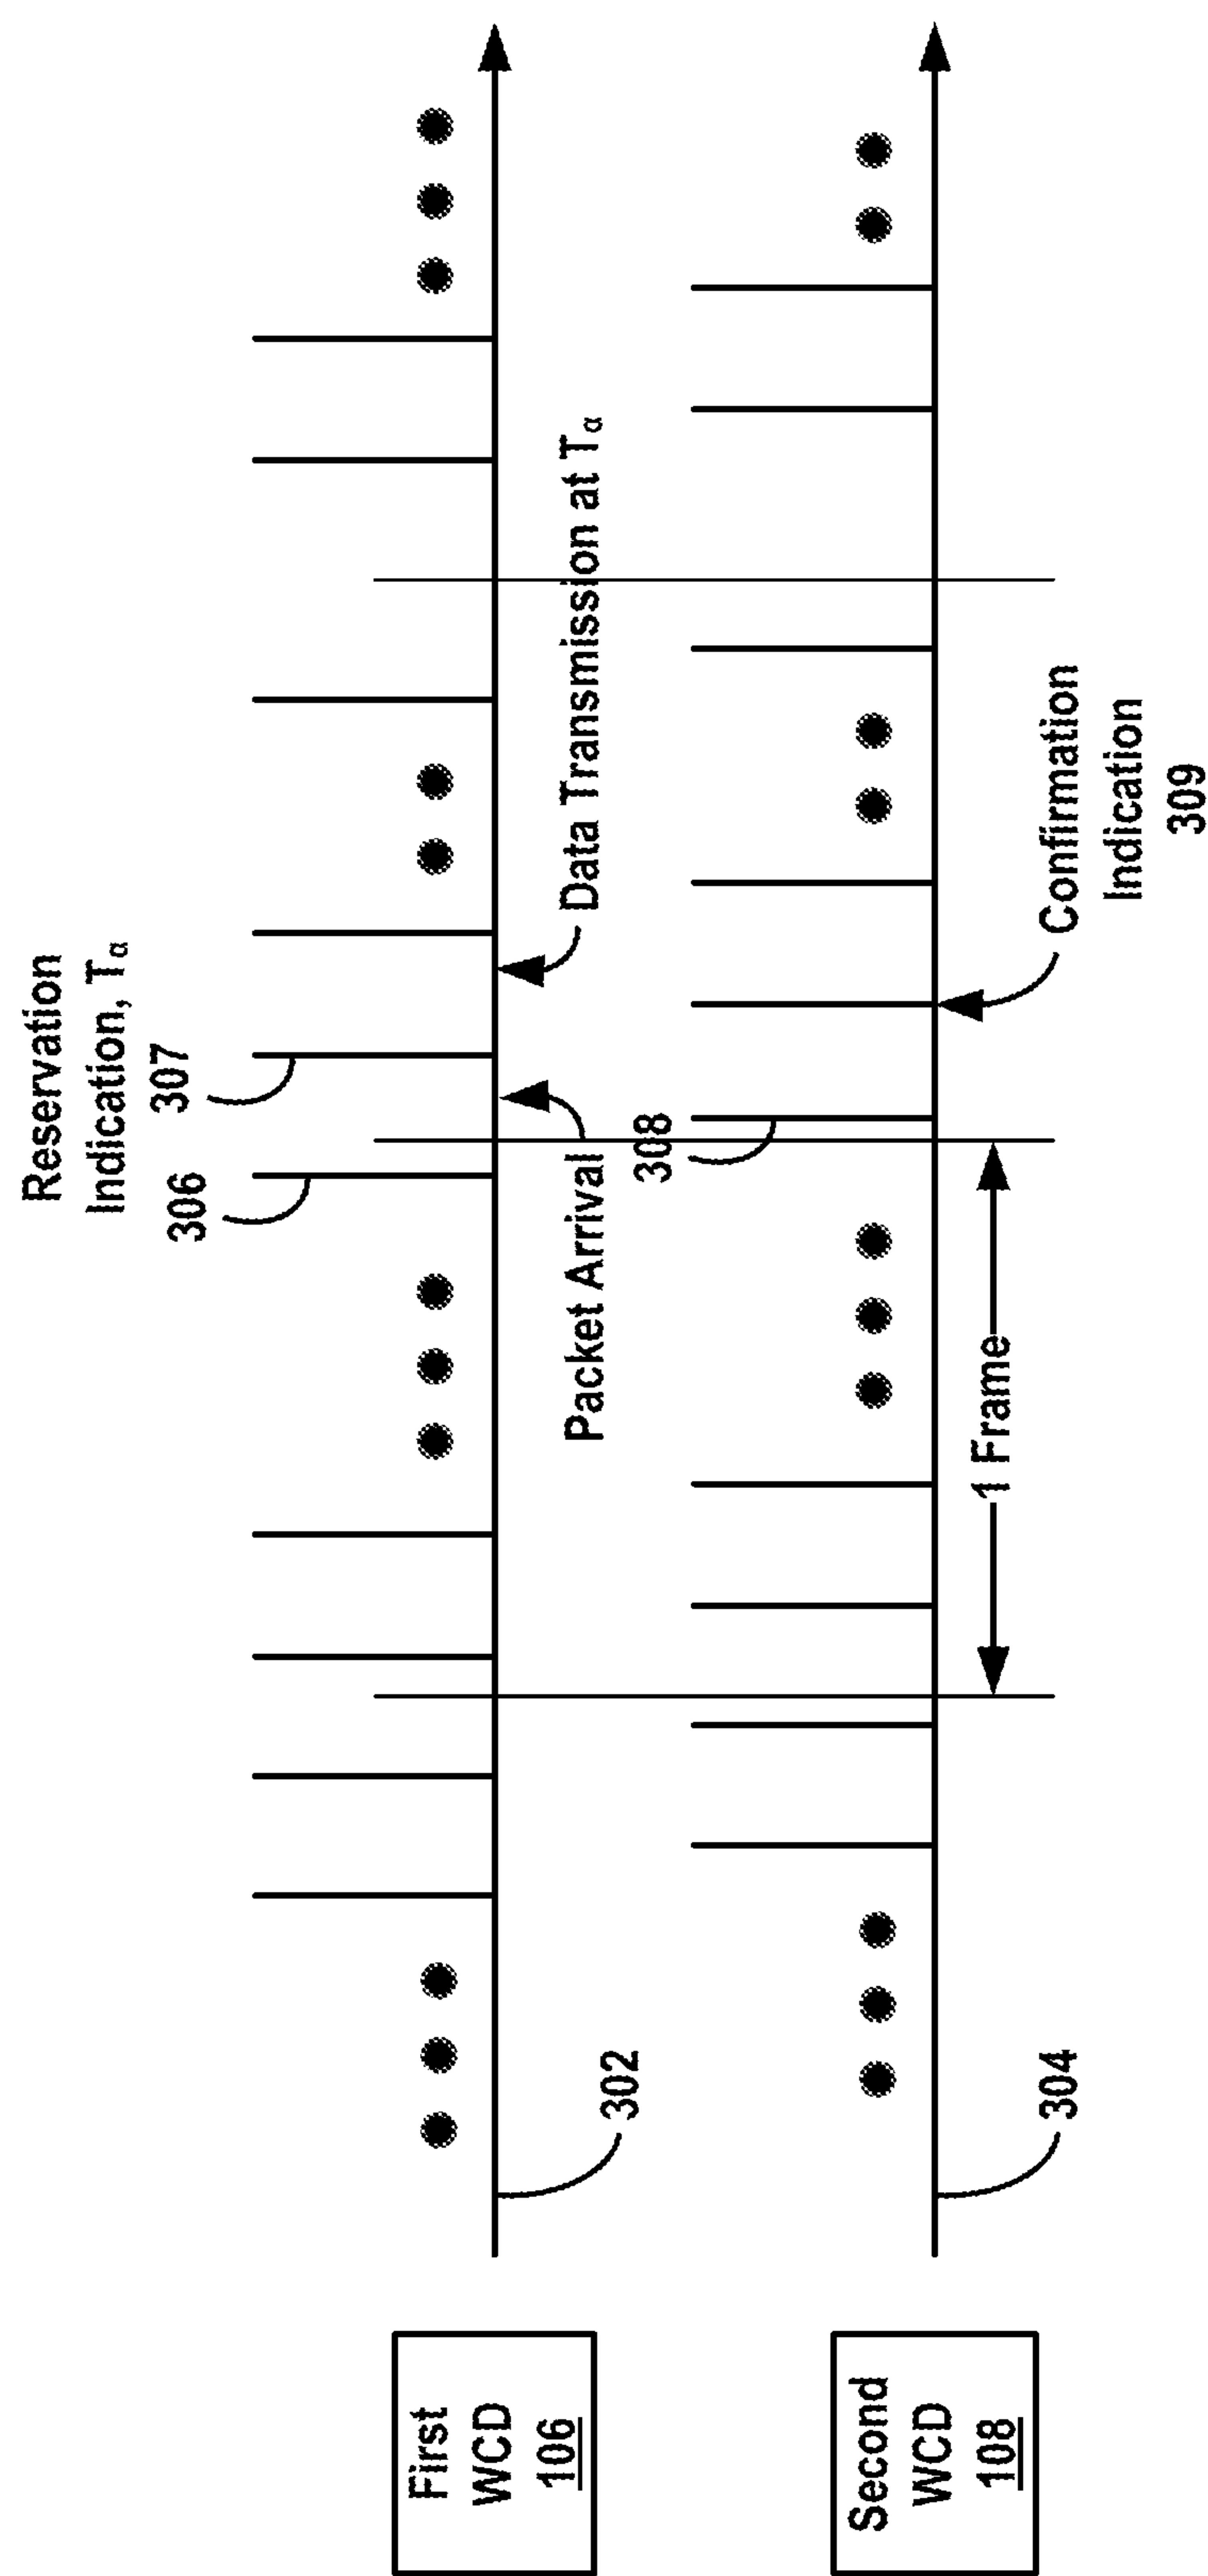 Reservation
Indication, Tα
306
307
First
WCD
106
302
Packet Arrival
Data Transmission at Tα
308
Second
WCD
108
304
1 Frame
Confirmation
Indication
309